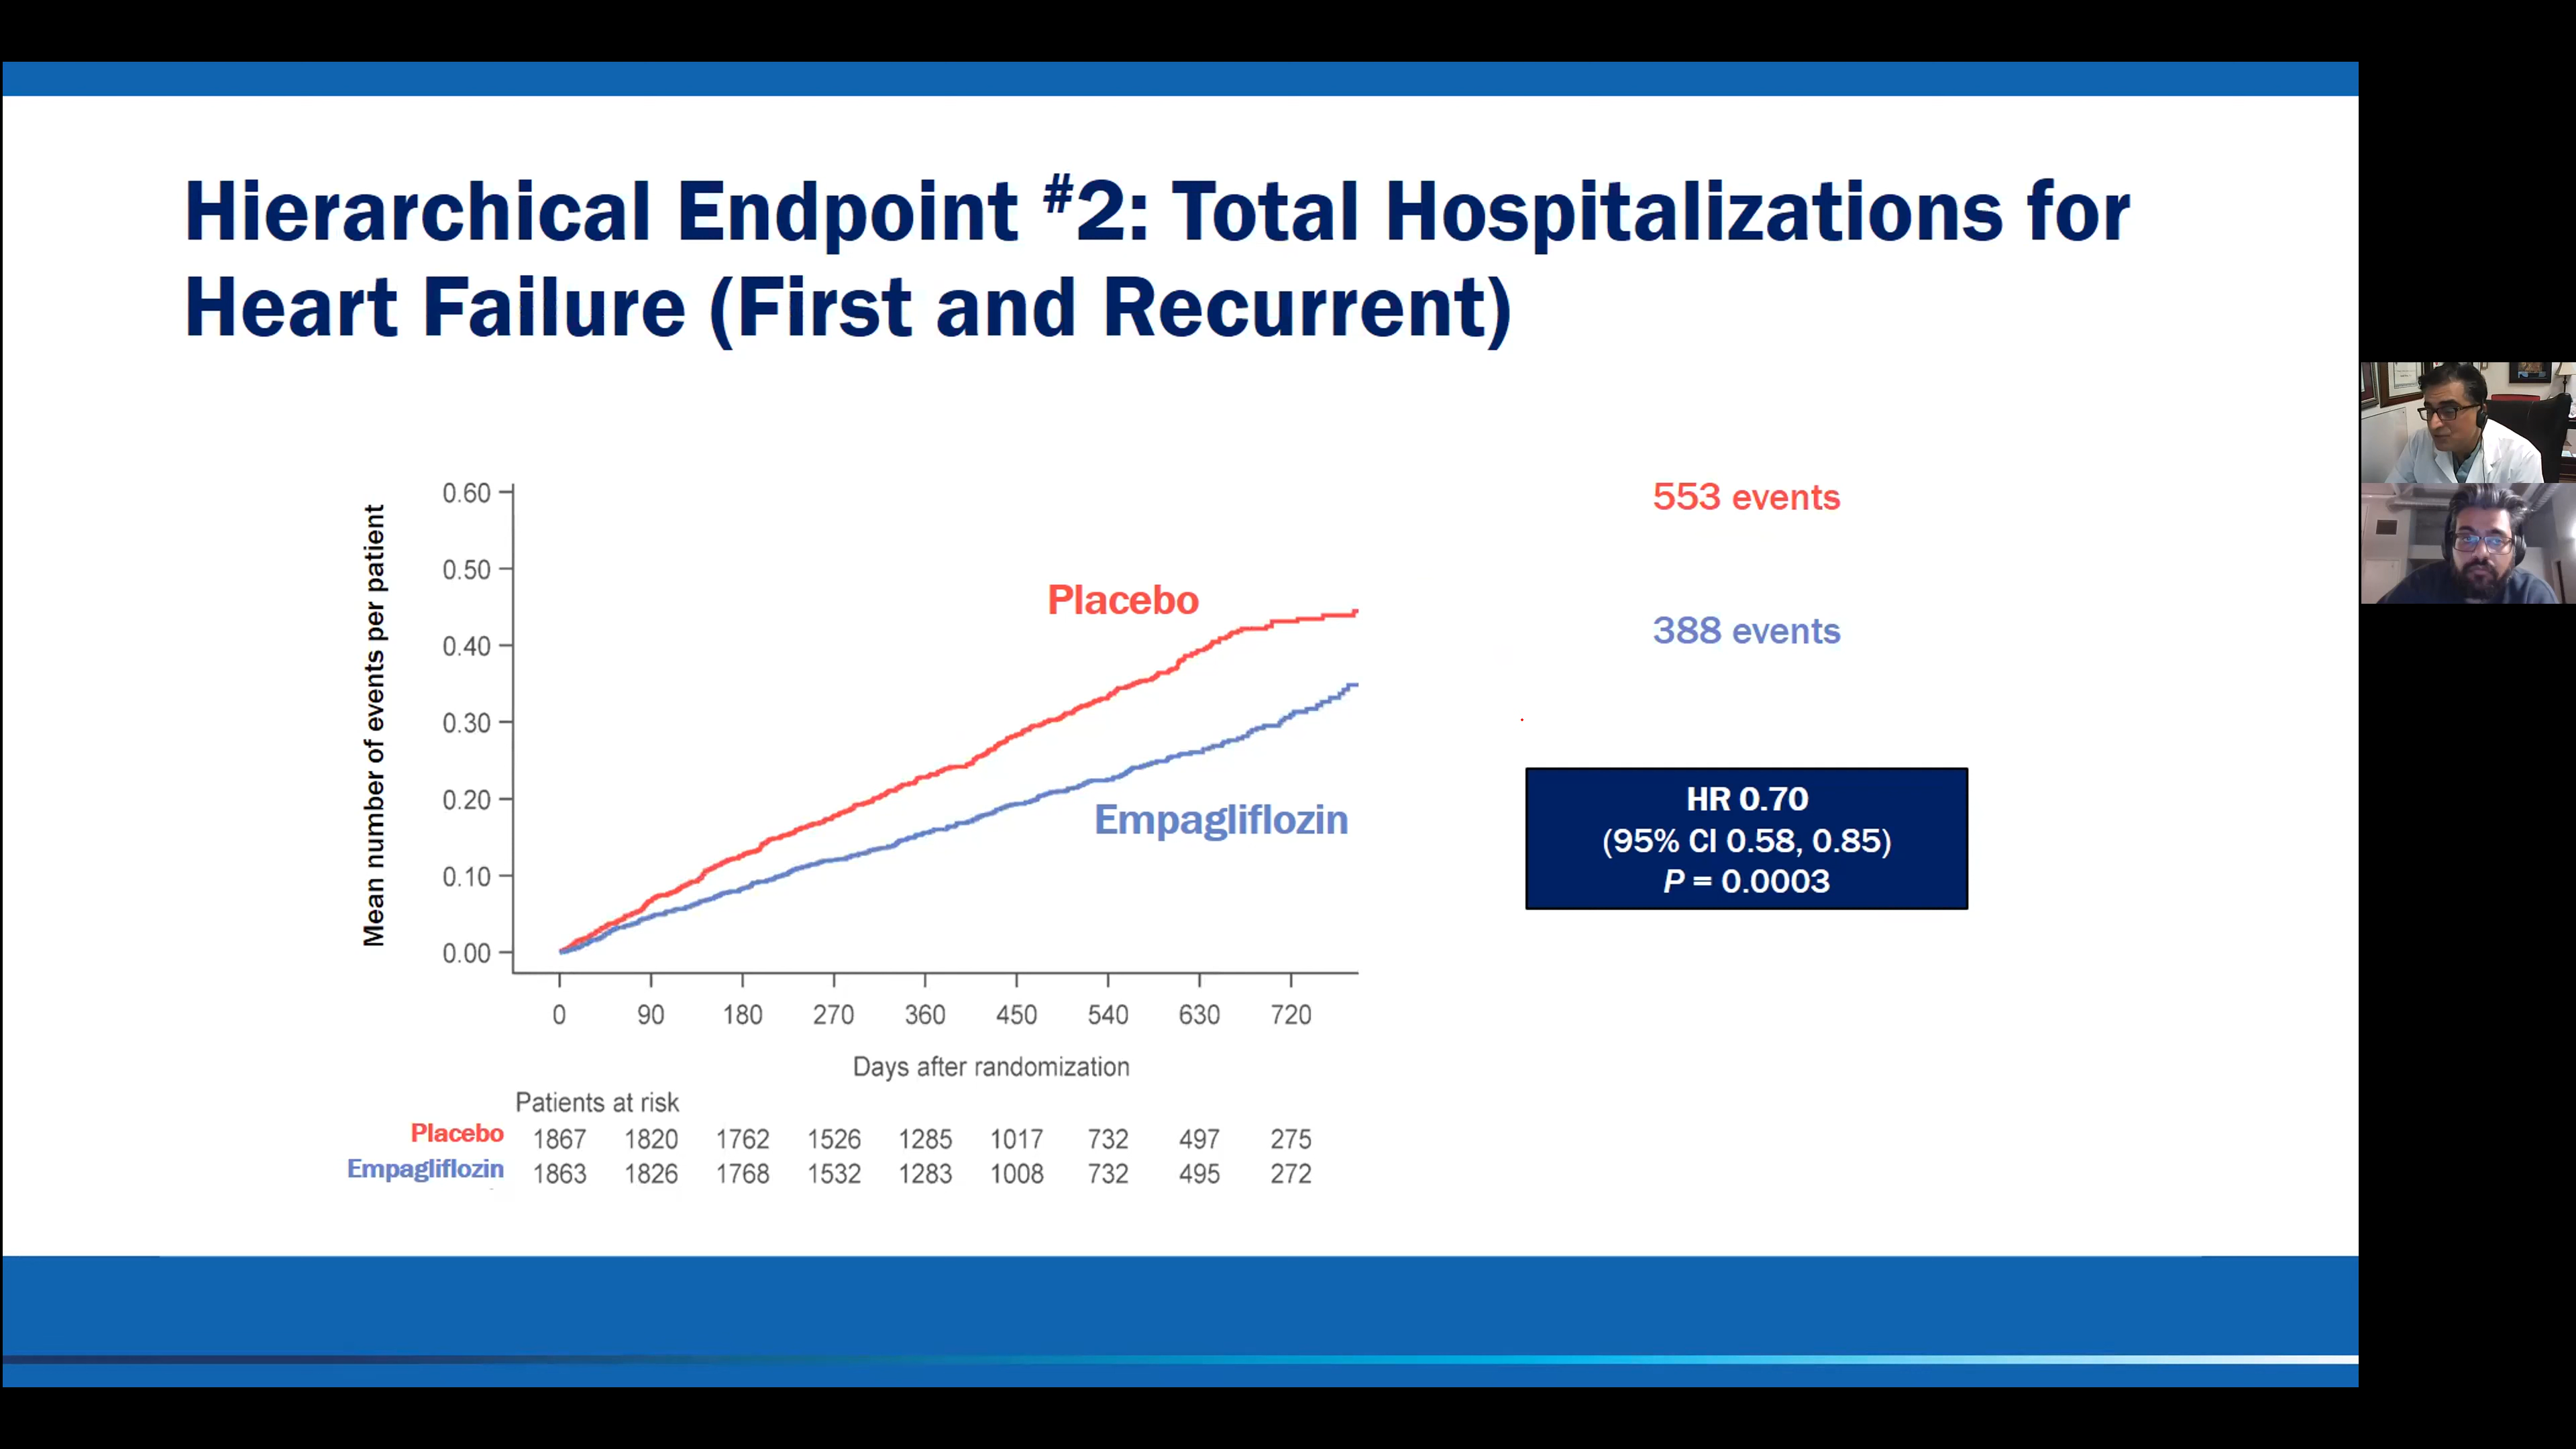 Hierarchical Endpoint #2: Total Hospitalizations for
Heart Failure (First and Recurrent)
Mean number of events per patient
0.60
0.50
0.40
0.30
0.20
0.10
0.00
Placebo
Empagliflozin
0 90 180 270 360 450 540 630 720
Days after randomization
Patients at risk
Placebo 1867 1820 1762 1526 1285 1017 732 497 275
Empagliflozin 1863 1826 1768 1532 1283 1008 732 495 272
553 events
388 events
HR 0.70
(95% CI 0.58, 0.85)
P = 0.0003